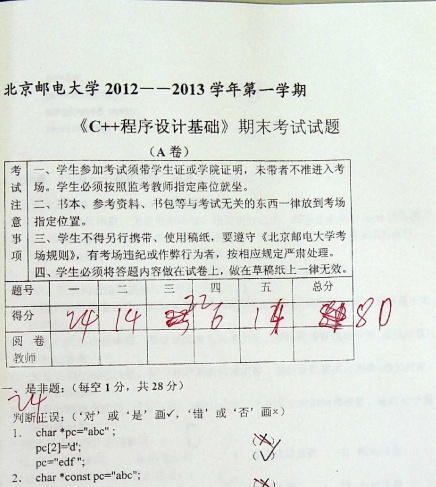 北京邮电大学2012——2013学年第一学期
《C++程序设计基础》期末考试试题
(A卷)
考试注意事项
一、学生参加考试须带学生证或学院证明，未带者不准进入考
场。学生必须按照监考教师指定座位就坐。
二、书本、参考资料、书包等与考试无关的东西一律放到考场
指定位置。
三、学生不得另行携带、使用稿纸，要遵守《北京邮电大学考
场规则》，有考场违纪或作弊行为者，按相应规定严肃处理。
四、学生必须将答题内容做在试卷上，做在草稿纸上一律无效。
题号 一 二 三 四 五 总分
得分 24 14 22 6 14 80
阅卷
教师
一、是非题：(每空1分，共28分)
24
判断正误：(‘对’或‘是’画✓，‘错’或‘否’画×)
1. char *pc="abc" ;
pc[2]='d'; (×)
pc="edf "; (✓)
2. char *const pc="abc";
(×)